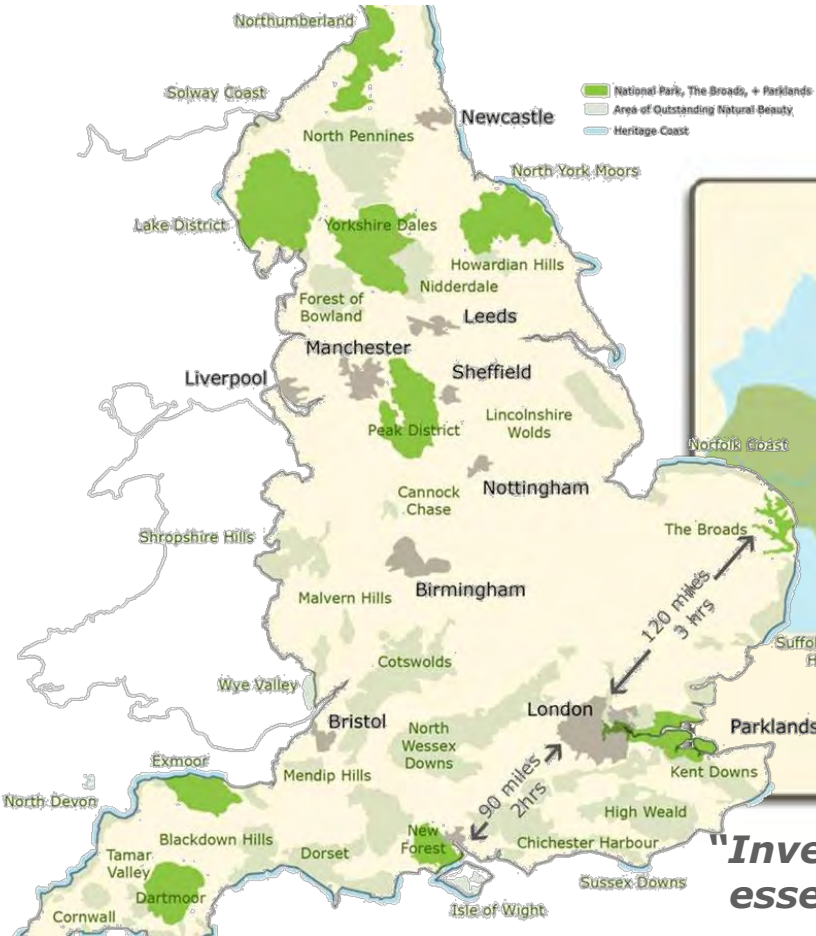 Northumberland
National Park, The Broads, + Parklands
Area of Outstanding Natural Beauty
Heritage Coast
Solway Coast
Newcastle
North Pennines
North York Moors
Lake District
Yorkshire Dales
Howardian Hills
Nidderdale
Forest of
Bowland
Leeds
Manchester
Liverpool
Sheffield
Peak District
Lincolnshire
Wolds
Norfolk Coast
Nottingham
Cannock
Chase
The Broads
Shropshire Hills
Birmingham
Malvern Hills
120 miles
3 hrs
Suffol
H
Cotswolds
Wye Valley
London
Bristol
North
Wessex
Downs
Parklands
Exmoor
Mendip Hills
Kent Downs
North Devon
90 miles
2hrs
High Weald
Blackdown Hills
New
Forest
Chichester Harbour
Tamar
Valley
Dorset
"Inve
Sussex Downs
Dartmoor
esse
Cornwall
Isle of Wight